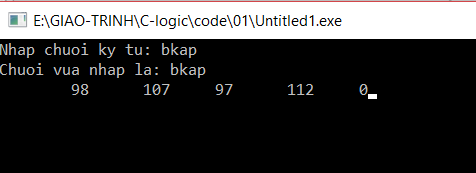 E:\GIAO-TRINH\C-logic\code\01\Untitled1.exe
Nhap chuoi ky tu: bkap
Chuoi vua nhap la: bkap
98 107 97 112 0